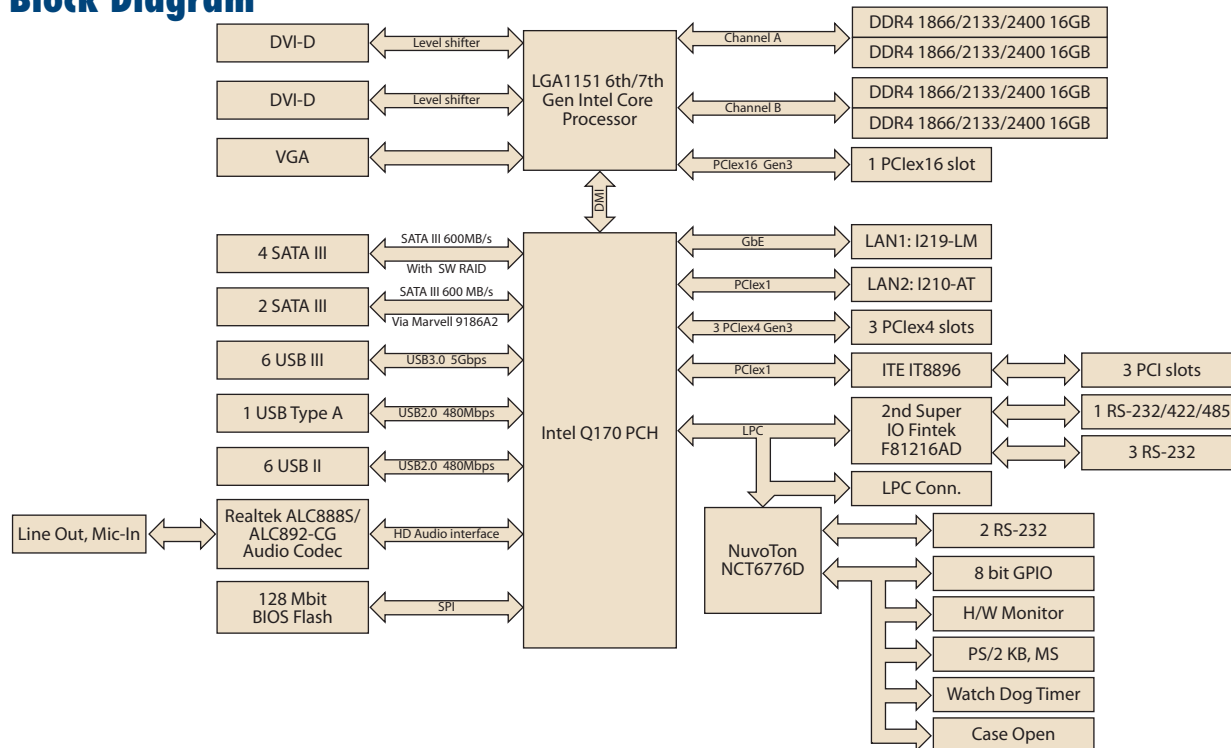 Block Diagram
DVI-D
Level shifter
DVI-D
Level shifter
VGA
LGA1151 6th/7th
Gen Intel Core
Processor
Channel A
DDR4 1866/2133/2400 16GB
DDR4 1866/2133/2400 16GB
Channel B
DDR4 1866/2133/2400 16GB
DDR4 1866/2133/2400 16GB
PCIex16 Gen3
1 PCIex16 slot
DMI
4 SATA III
SATA III 600MB/s
With SW RAID
2 SATA III
SATA III 600 MB/s
Via Marvell 9186A2
6 USB III
USB3.0 5Gbps
1 USB Type A
USB2.0 480Mbps
6 USB II
USB2.0 480Mbps
Line Out, Mic-In
Realtek ALC888S/
ALC892-CG
Audio Codec
HD Audio interface
128 Mbit
BIOS Flash
SPI
Intel Q170 PCH
GbE
LAN1: I219-LM
PCIex1
LAN2: I210-AT
3 PCIex4 Gen3
3 PCIex4 slots
PCIex1
ITE IT8896
3 PCI slots
LPC
2nd Super
IO Fintek
F81216AD
1 RS-232/422/485
3 RS-232
LPC Conn.
NuvoTon
NCT6776D
2 RS-232
8 bit GPIO
H/W Monitor
PS/2 KB, MS
Watch Dog Timer
Case Open